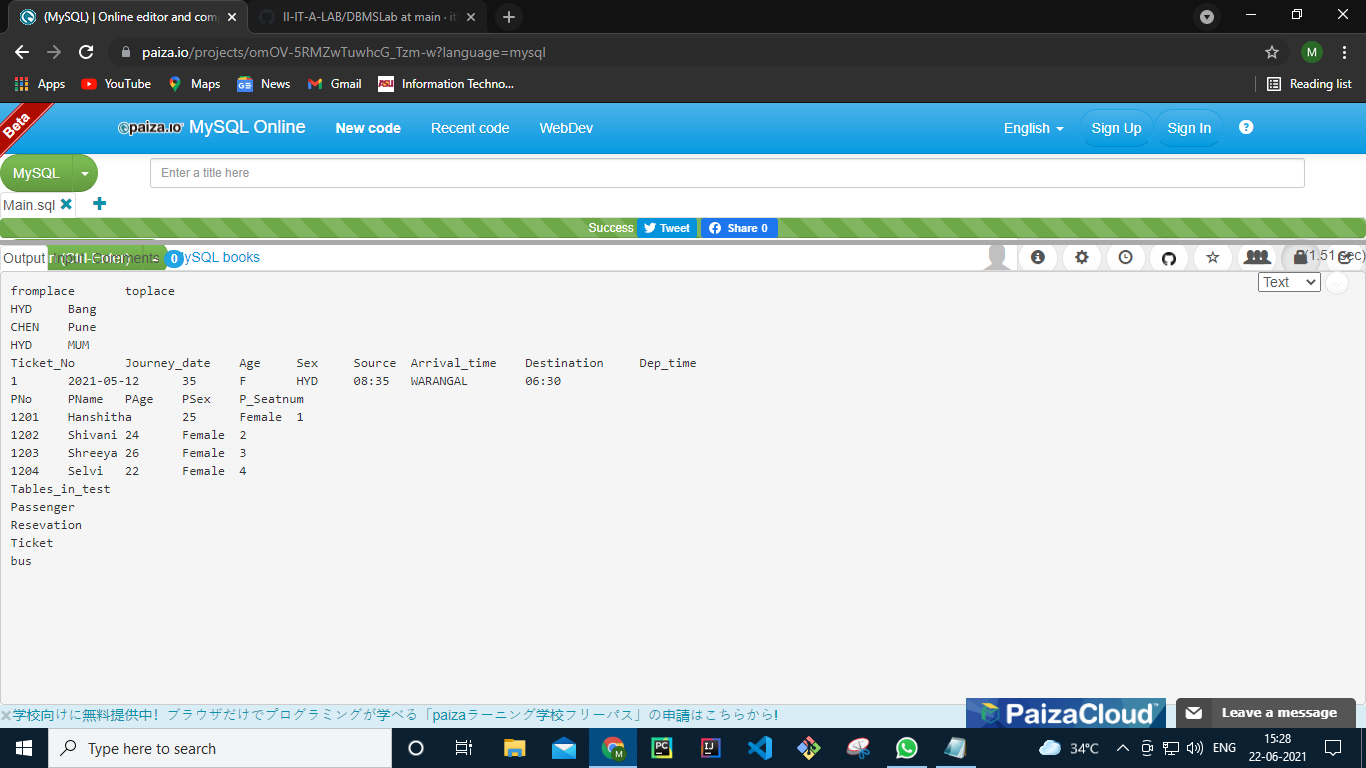 (MySQL) | Online editor and com
II-IT-A-LAB/DBMSLab at main · it
paiza.io/projects/omOV-5RMZwTuwhcG_Tzm-w?language=mysql
M
Apps YouTube Maps News Gmail ASU Information Techno... Reading list
Beta
paiza.io MySQL Online New code Recent code WebDev English Sign Up Sign In ?
MySQL Enter a title here
Main.sql
Success Tweet Share 0
Output Input Comments 0 MySQL books (1.51 sec)
Text
fromplace toplace
HYD Bang
CHEN Pune
HYD MUM
Ticket_No Journey_date Age Sex Source Arrival_time Destination Dep_time
1 2021-05-12 35 F HYD 08:35 WARANGAL 06:30
PNo PName PAge PSex P_Seatnum
1201 Hanshitha 25 Female 1
1202 Shivani 24 Female 2
1203 Shreeya 26 Female 3
1204 Selvi 22 Female 4
Tables_in_test
Passenger
Resevation
Ticket
bus
学校向けに無料提供中! ブラウザだけでプログラミングが学べる「paizaラーニング学校フリーパス」の申請はこちらから!
PaizaCloud
Leave a message
Type here to search
34°C ENG 15:28
22-06-2021